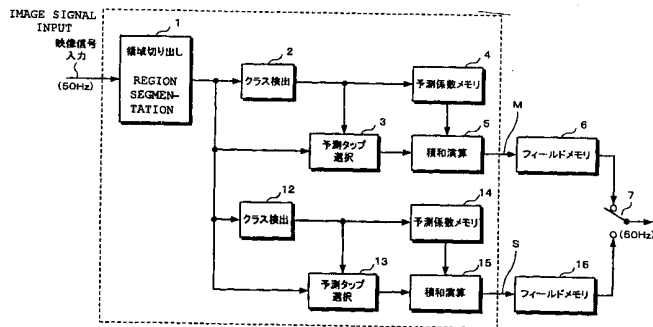 IMAGE SIGNAL
INPUT
映像信号
入力
(50Hz)
1
領域切り出し
REGION
SEGMEN-
TATION
2
クラス検出
4
予測係数メモリ
3
予測タップ
選択
5
積和演算
M
6
フィールドメモリ
7
(60Hz)
12
クラス検出
14
予測係数メモリ
13
予測タップ
選択
15
積和演算
S
16
フィールドメモリ